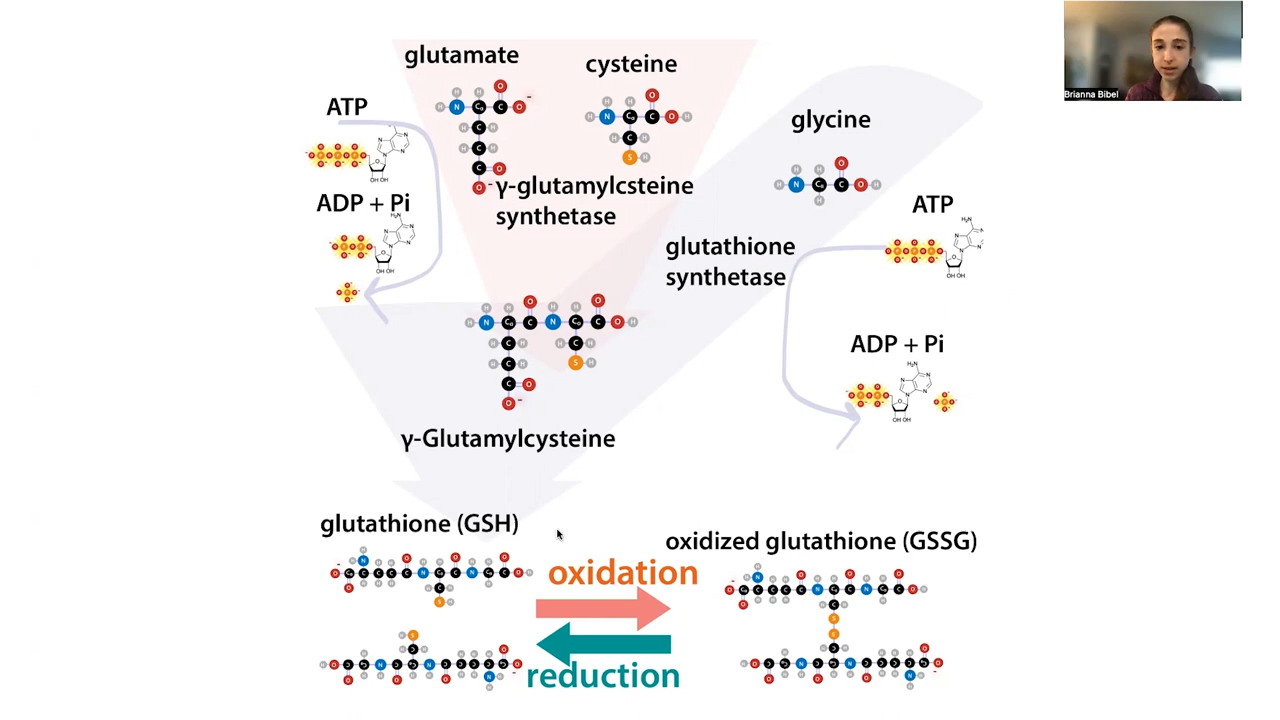 glutamate
cysteine
ATP
glycine
γ-glutamylcsteine
synthetase
ADP + Pi
ATP
glutathione
synthetase
ADP + Pi
γ-Glutamylcysteine
glutathione (GSH)
oxidized glutathione (GSSG)
oxidation
reduction
Brianna Bibel